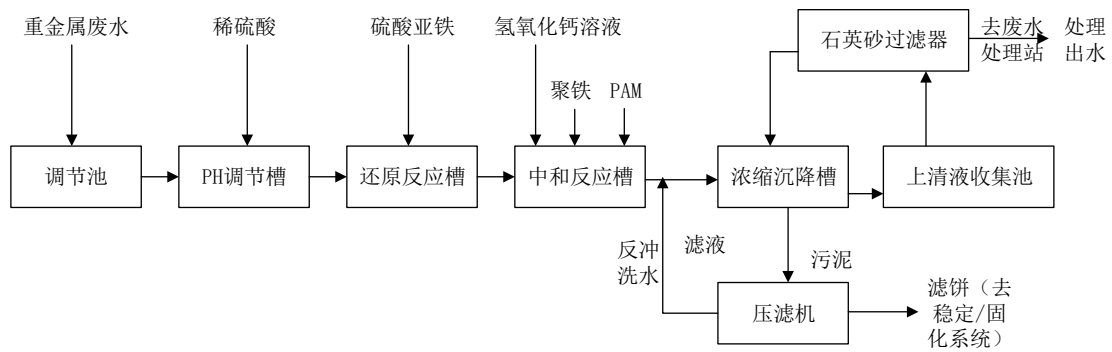 重金属废水
稀硫酸
硫酸亚铁
氢氧化钙溶液
聚铁
PAM
石英砂过滤器
去废水
处理站
处理
出水
调节池
PH调节槽
还原反应槽
中和反应槽
浓缩沉降槽
上清液收集池
反冲
洗水
滤液
污泥
压滤机
滤饼（去
稳定/固
化系统）